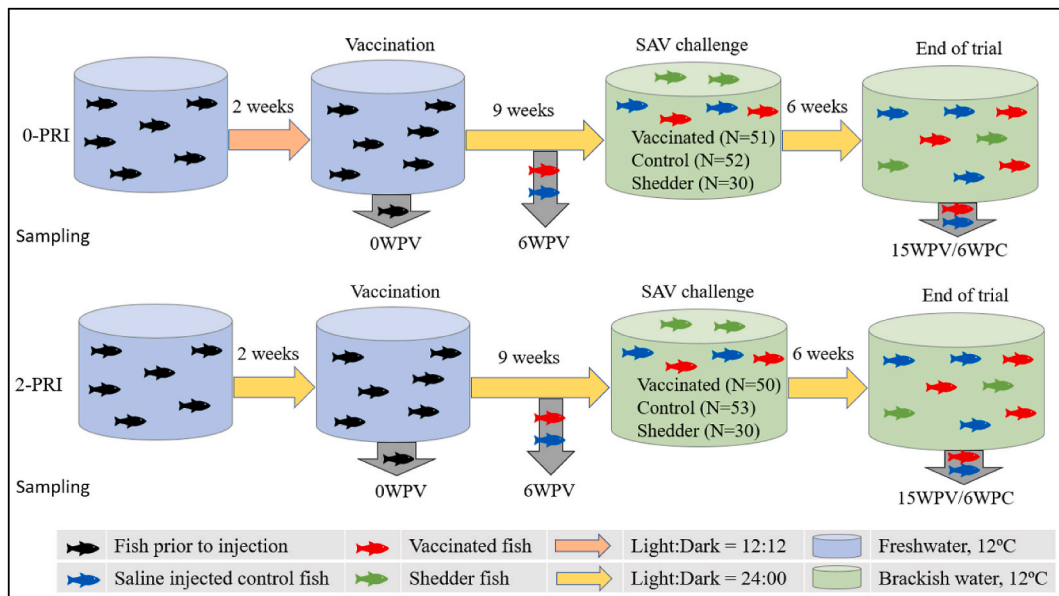 Vaccination
SAV challenge
End of trial
0-PRI
2 weeks
9 weeks
6 weeks
Vaccinated (N=51)
Control (N=52)
Shedder (N=30)
Sampling
0WPV
6WPV
15WPV/6WPC
Vaccination
SAV challenge
End of trial
2-PRI
2 weeks
9 weeks
6 weeks
Vaccinated (N=50)
Control (N=53)
Shedder (N=30)
Sampling
0WPV
6WPV
15WPV/6WPC
Fish prior to injection
Vaccinated fish
Light:Dark = 12:12
Freshwater, 12ºC
Saline injected control fish
Shedder fish
Light:Dark = 24:00
Brackish water, 12ºC